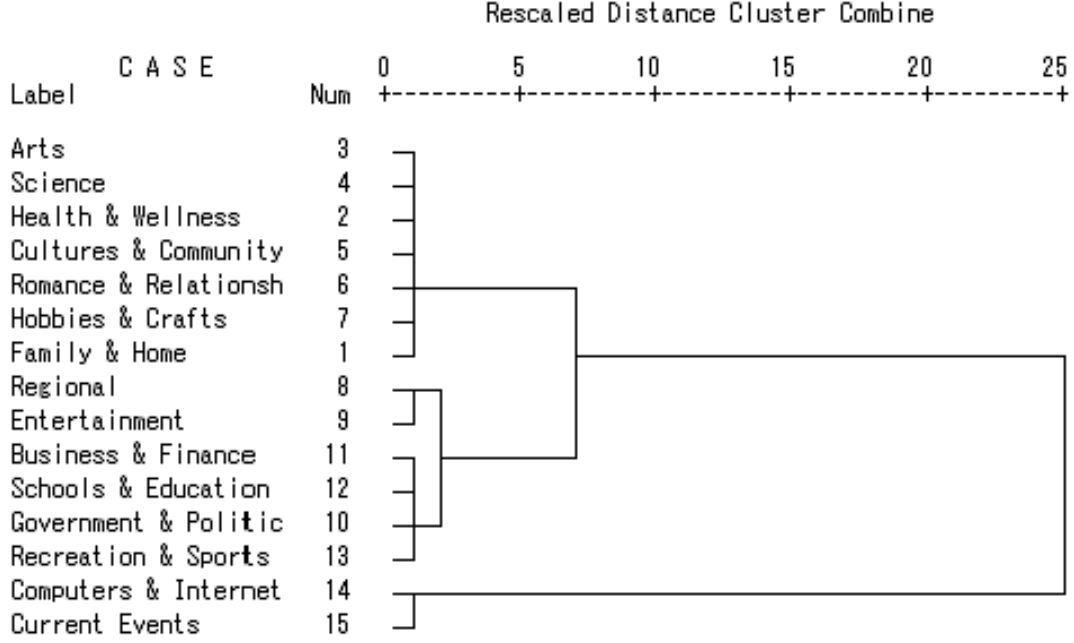 Rescaled Distance Cluster Combine
C A S E 0 5 10 15 20 25
Label Num +---------+---------+---------+---------+---------+
Arts 3
Science 4
Health & Wellness 2
Cultures & Community 5
Romance & Relationsh 6
Hobbies & Crafts 7
Family & Home 1
Regional 8
Entertainment 9
Business & Finance 11
Schools & Education 12
Government & Politic 10
Recreation & Sports 13
Computers & Internet 14
Current Events 15